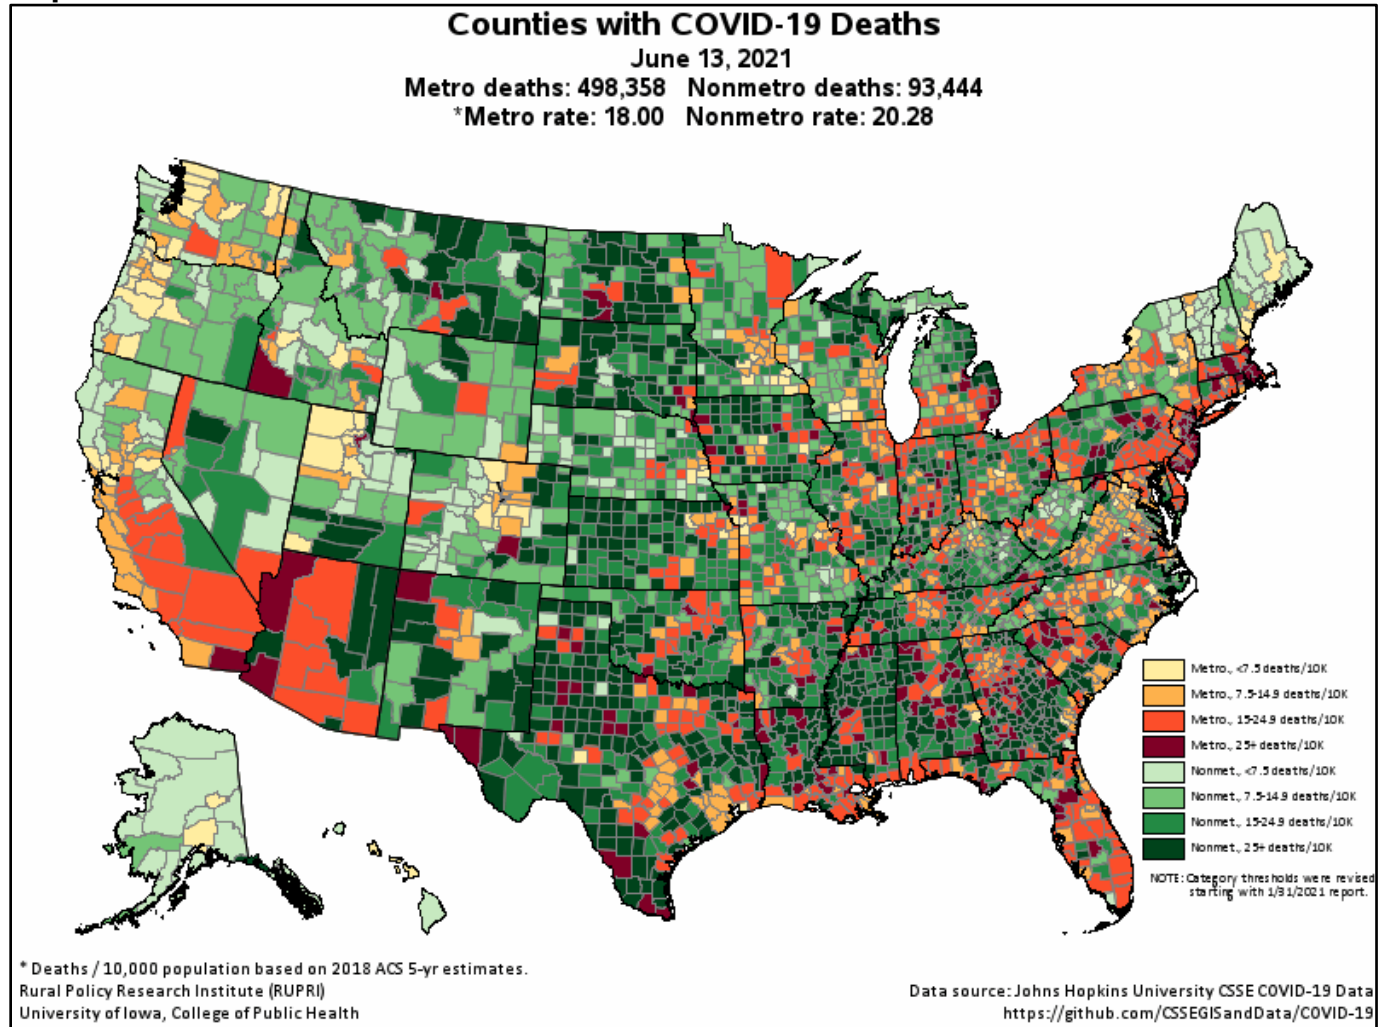 Counties with COVID-19 Deaths
June 13, 2021
Metro deaths: 498,358 Nonmetro deaths: 93,444
*Metro rate: 18.00 Nonmetro rate: 20.28
Metro., <7.5 deaths/10K
Metro., 7.5-14.9 deaths/10K
Metro., 15-24.9 deaths/10K
Metro., 25+ deaths/10K
Nonmet., <7.5 deaths/10K
Nonmet., 7.5-14.9 deaths/10K
Nonmet., 15-24.9 deaths/10K
Nonmet., 25+ deaths/10K
NOTE: Category thresholds were revised
starting with 1/31/2021 report.
* Deaths / 10,000 population based on 2018 ACS 5-yr estimates.
Rural Policy Research Institute (RUPRI)
University of Iowa, College of Public Health
Data source: Johns Hopkins University CSSE COVID-19 Data
https://github.com/CSSEGISandData/COVID-19